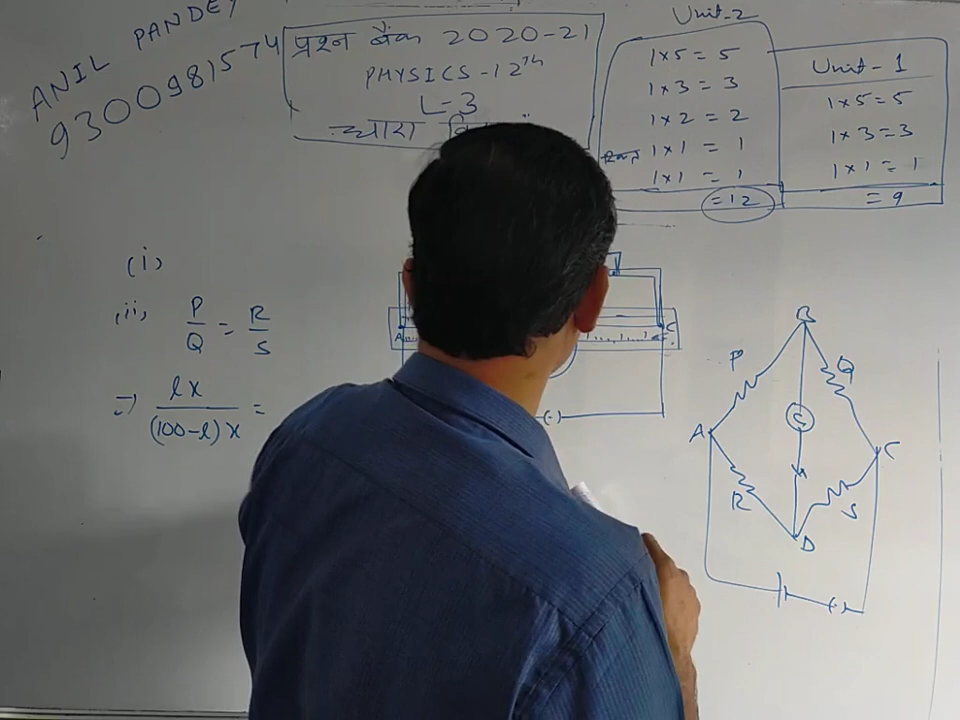 ANIL PANDEY
9300981574
प्रश्न बैंक 2020-21
PHYSICS-12th
L-3
धारा वि
Unit-2
1×5=5
1×3=3
1×2=2
1×1=1
1×1=1
=12
Unit-1
1×5=5
1×3=3
1×1=1
=9
(i)
(ii) P/Q = R/S
⇒ lx/(100-l)x =
A C
B
P Q
G
A C
R S
D